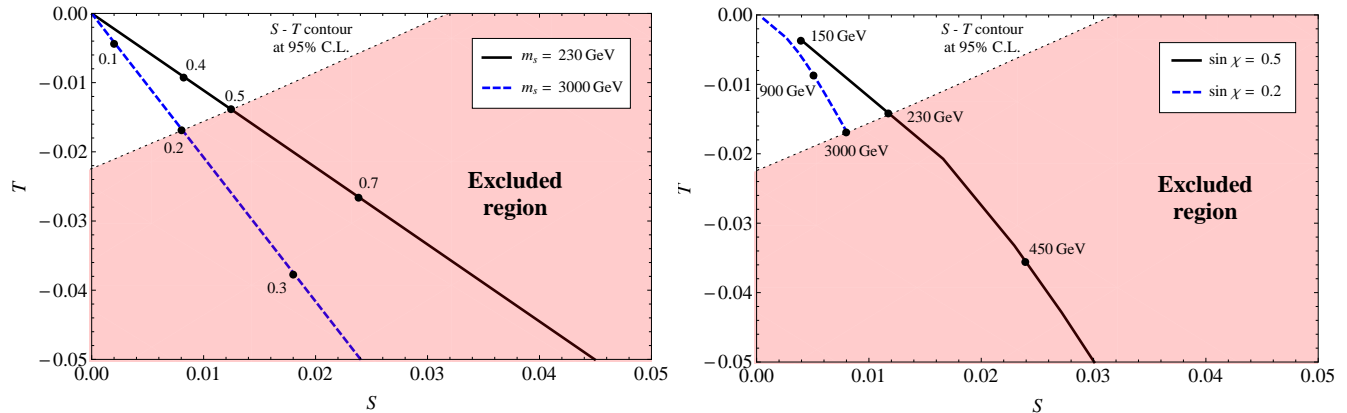 0.00
−0.01
−0.02
−0.03
−0.04
−0.05
T
0.00
0.01
0.02
0.03
0.04
0.05
S
S - T contour
at 95% C.L.
m_s = 230 GeV
m_s = 3000 GeV
0.1
0.4
0.5
0.2
0.7
0.3
Excluded
region
0.00
−0.01
−0.02
−0.03
−0.04
−0.05
T
0.00
0.01
0.02
0.03
0.04
0.05
S
S - T contour
at 95% C.L.
sin χ = 0.5
sin χ = 0.2
150 GeV
900 GeV
230 GeV
3000 GeV
450 GeV
Excluded
region